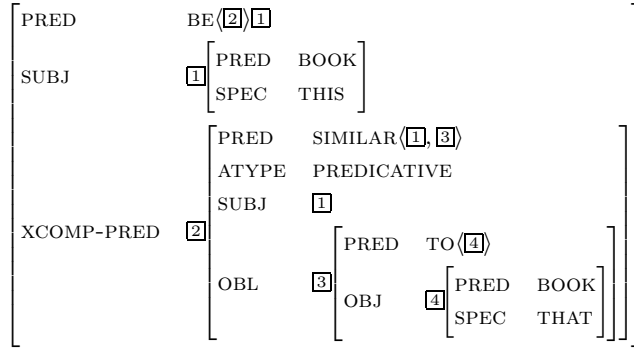 PRED BE⟨2⟩1
SUBJ 1 PRED BOOK
SPEC THIS
XCOMP-PRED 2 PRED SIMILAR⟨1, 3⟩
ATYPE PREDICATIVE
SUBJ 1
OBL 3 PRED TO⟨4⟩
OBJ 4 PRED BOOK
SPEC THAT